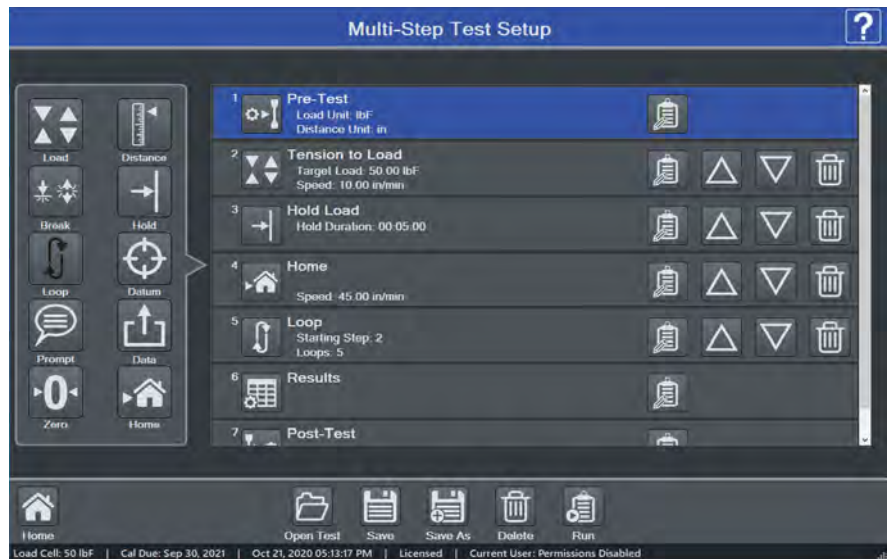 Multi-Step Test Setup
?
Load
Distance
Break
Hold
Loop
Datum
Prompt
Data
0
Zero
Home
1
Pre-Test
Load Unit: lbF
Distance Unit: in
2
Tension to Load
Target Load: 50.00 lbF
Speed: 10.00 in/min
3
Hold Load
Hold Duration: 00:05:00
4
Home
Speed: 45.00 in/min
5
Loop
Starting Step: 2
Loops: 5
6
Results
7
Post-Test
Home
Open Test
Save
Save As
Delete
Run
Load Cell: 50 lbF | Cal Due: Sep 30, 2021 | Oct 21, 2020 05:13:17 PM | Licensed | Current User: Permissions Disabled